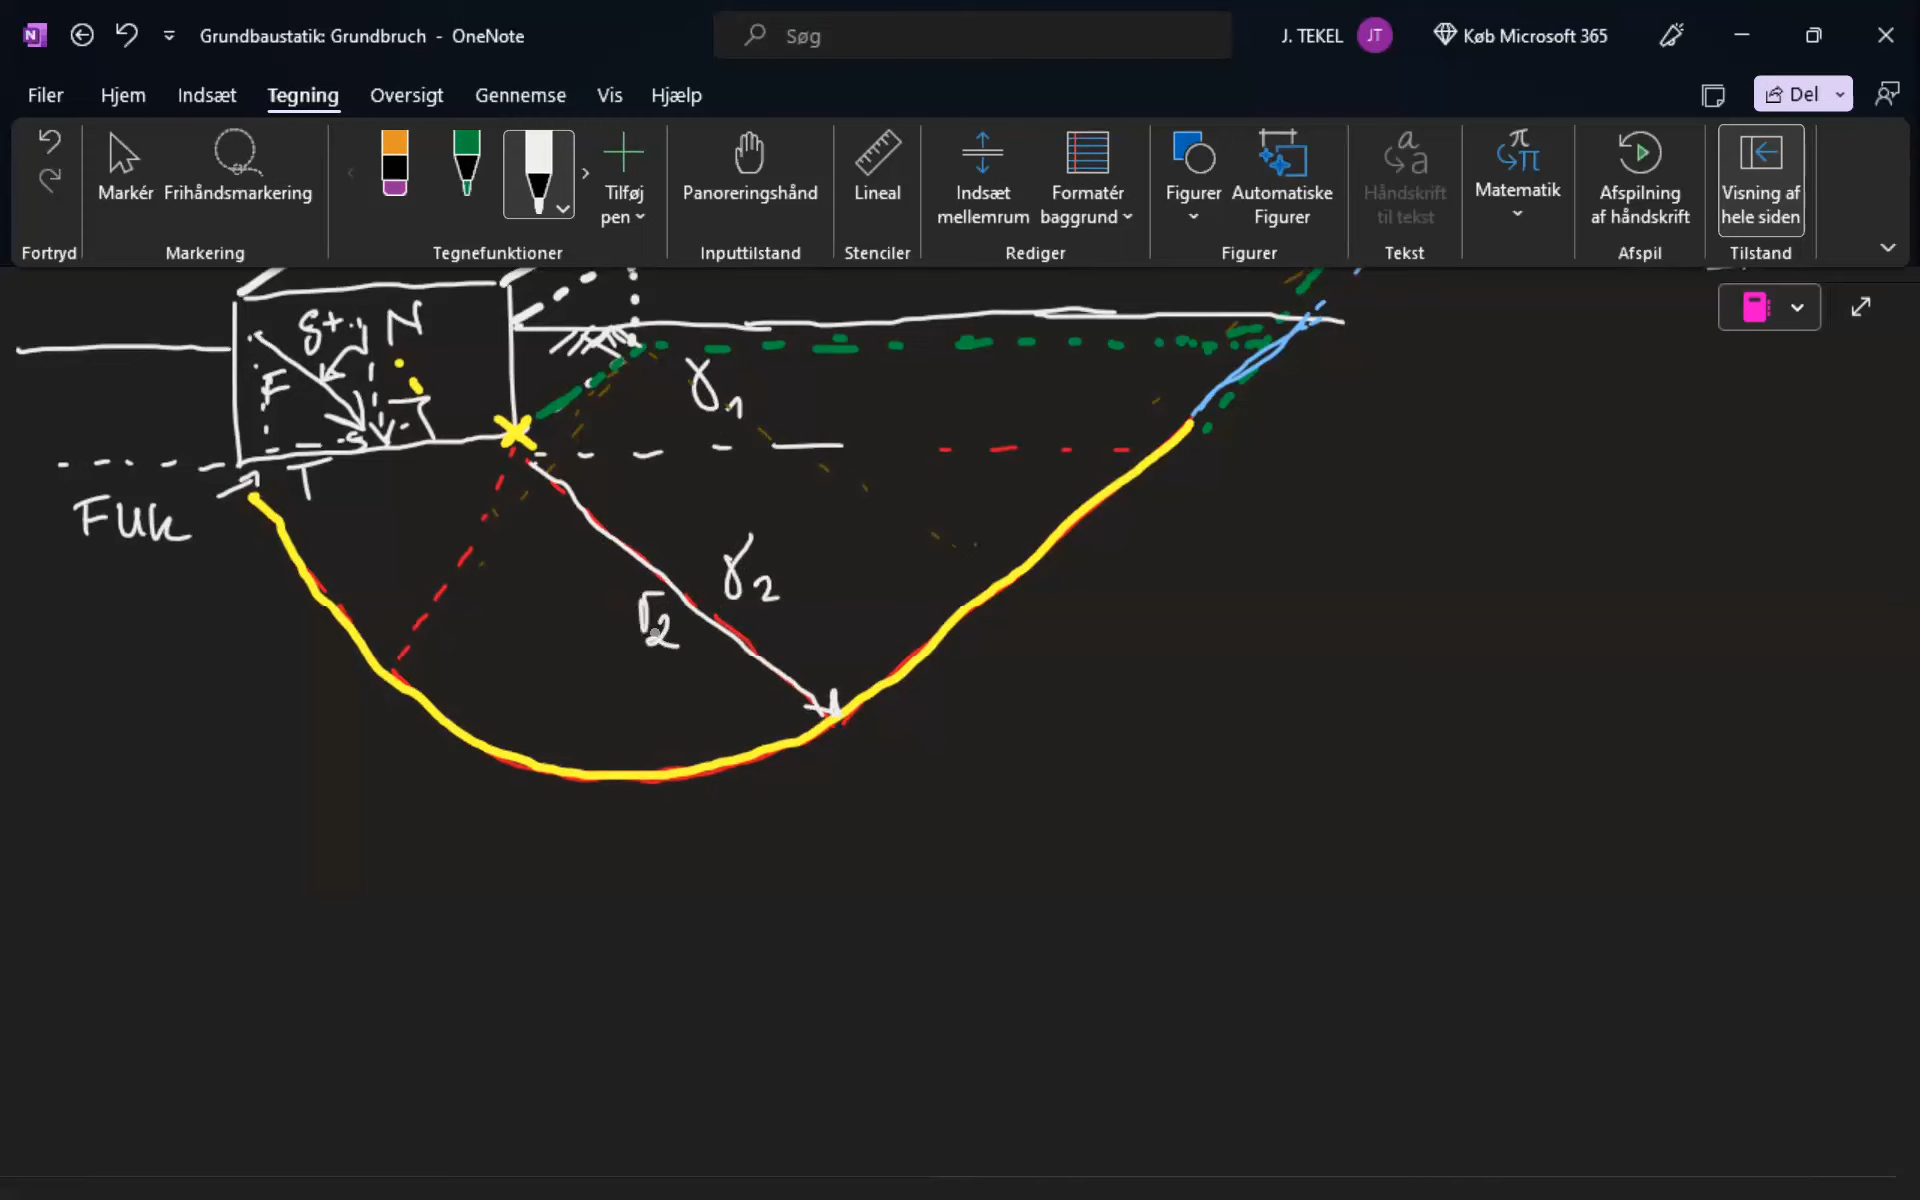 Grundbaustatik: Grundbruch - OneNote
Søg
J. TEKEL
JT
Køb Microsoft 365
Filer
Hjem
Indsæt
Tegning
Oversigt
Gennemse
Vis
Hjælp
Del
Markér
Frihåndsmarkering
Tilføj
pen
Panoreringshånd
Lineal
Indsæt
mellemrum
Formatér
baggrund
Figurer
Automatiske
Figurer
Håndskrift
til tekst
Matematik
Afspilning
af håndskrift
Visning af
hele siden
Fortryd
Markering
Tegnefunktioner
Inputtilstand
Stenciler
Rediger
Figurer
Tekst
Afspil
Tilstand
N
F
γ₁
T
FUK
γ₂
r₂